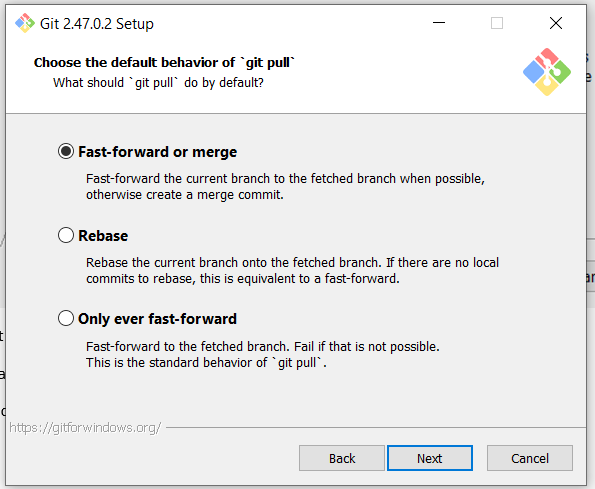 Git 2.47.0.2 Setup
Choose the default behavior of `git pull`
What should `git pull` do by default?
Fast-forward or merge
Fast-forward the current branch to the fetched branch when possible,
otherwise create a merge commit.
Rebase
Rebase the current branch onto the fetched branch. If there are no local
commits to rebase, this is equivalent to a fast-forward.
Only ever fast-forward
Fast-forward to the fetched branch. Fail if that is not possible.
This is the standard behavior of `git pull`.
https://gitforwindows.org/
Back
Next
Cancel